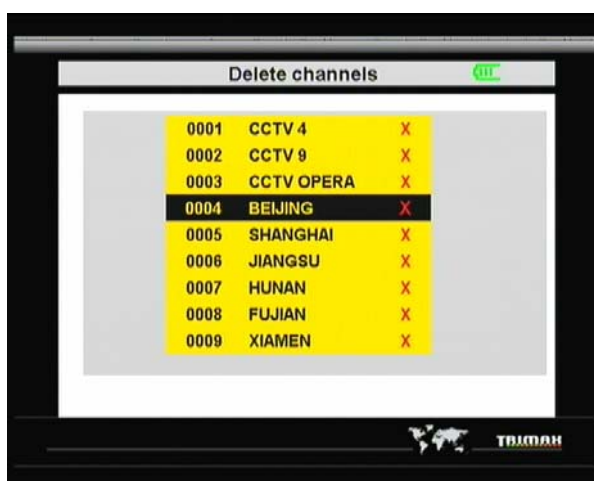 Delete channels
0001 CCTV 4 X
0002 CCTV 9 X
0003 CCTV OPERA X
0004 BEIJING X
0005 SHANGHAI X
0006 JIANGSU X
0007 HUNAN X
0008 FUJIAN X
0009 XIAMEN X
TRIMAX